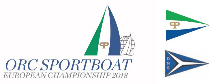 ORC SPORTBOAT
EUROPEAN CHAMPIONSHIP 2018